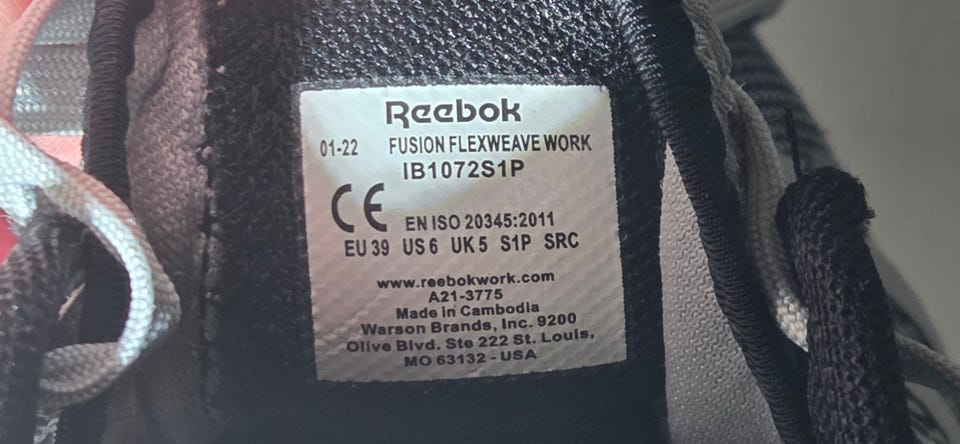 Reebok
01-22 FUSION FLEXWEAVE WORK
IB1072S1P
CE EN ISO 20345:2011
EU 39 US 6 UK 5 S1P SRC
www.reebokwork.com
A21-3775
Made in Cambodia
Warson Brands, Inc. 9200
Olive Blvd. Ste 222 St. Louis,
MO 63132 - USA